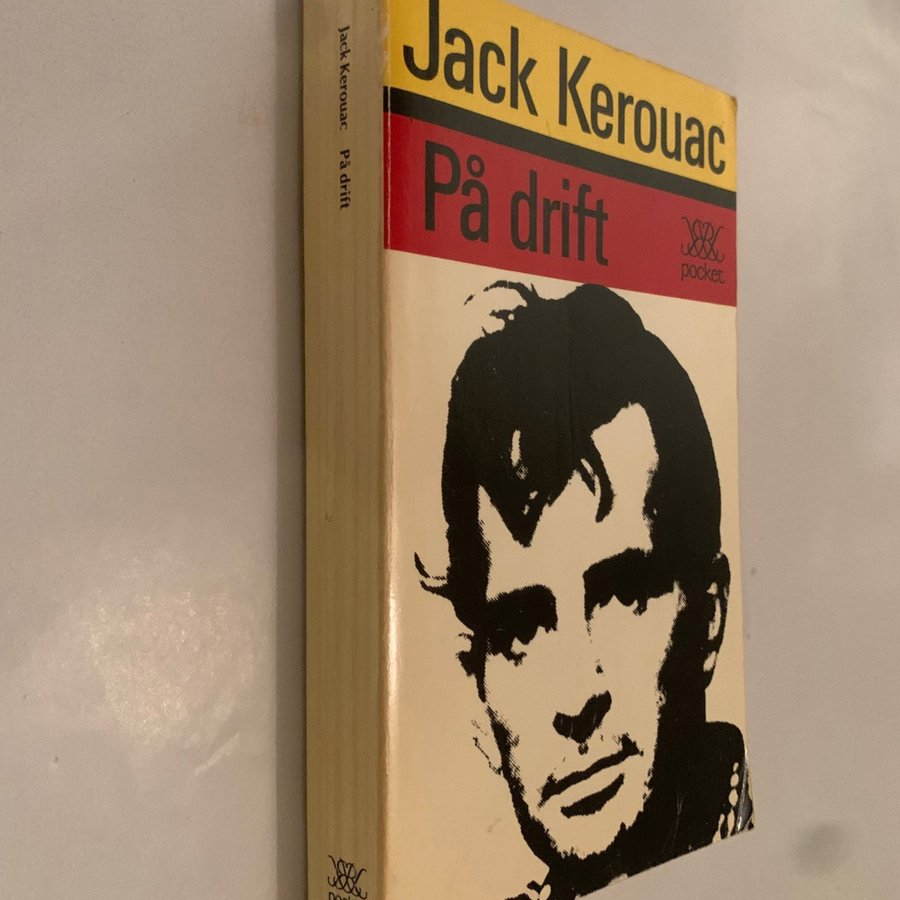 Jack Kerouac På drift
Jack Kerouac
På drift
pocket